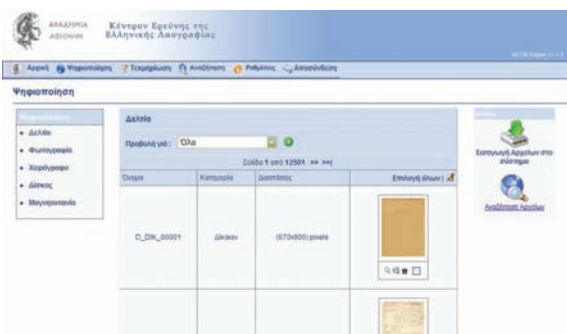 ΑΚΑΔΗΜΙΑ
ΑΘΗΝΩΝ
Κέντρον Ερεύνης της
Ελληνικής Λαογραφίας
Αρχική Ψηφιοποίηση Τεκμηρίωση Αναζήτηση Ρυθμίσεις Αποσύνδεση
Ψηφιοποίηση
Δελτίο
Φωτογραφία
Χειρόγραφο
Δίσκος
Μαγνητοταινία
Δελτίο
Προβολή για: Όλα
Σελίδα 1 από 12501 >> >>|
Όνομα Κατηγορία Διαστάσεις Επιλογή όλων |
D_DIK_00001 (670x800) pixels
Εισαγωγή Αρχείων στο
σύστημα
Αναζήτηση Αρχείων